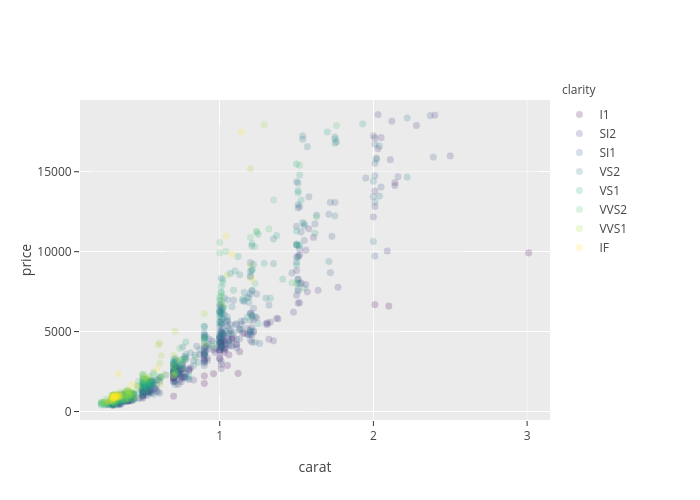 clarity
I1
SI2
SI1
VS2
VS1
VVS2
VVS1
IF
price
15000
10000
5000
0
1 2 3
carat